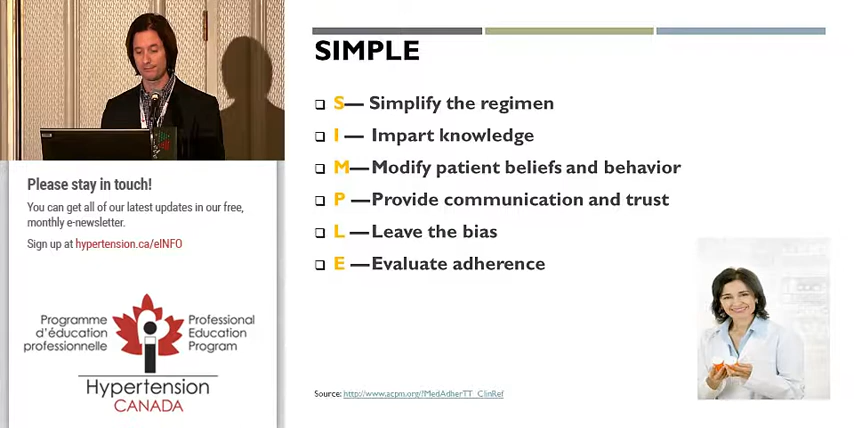 SIMPLE
S— Simplify the regimen
I — Impart knowledge
M—Modify patient beliefs and behavior
P —Provide communication and trust
L —Leave the bias
E —Evaluate adherence
Source: http://www.acpm.org/?MedAdherTT_ClinRef
Please stay in touch!
You can get all of our latest updates in our free,
monthly e-newsletter.
Sign up at hypertension.ca/eINFO
Programme
d'éducation
professionnelle
Professional
Education
Program
Hypertension
CANADA